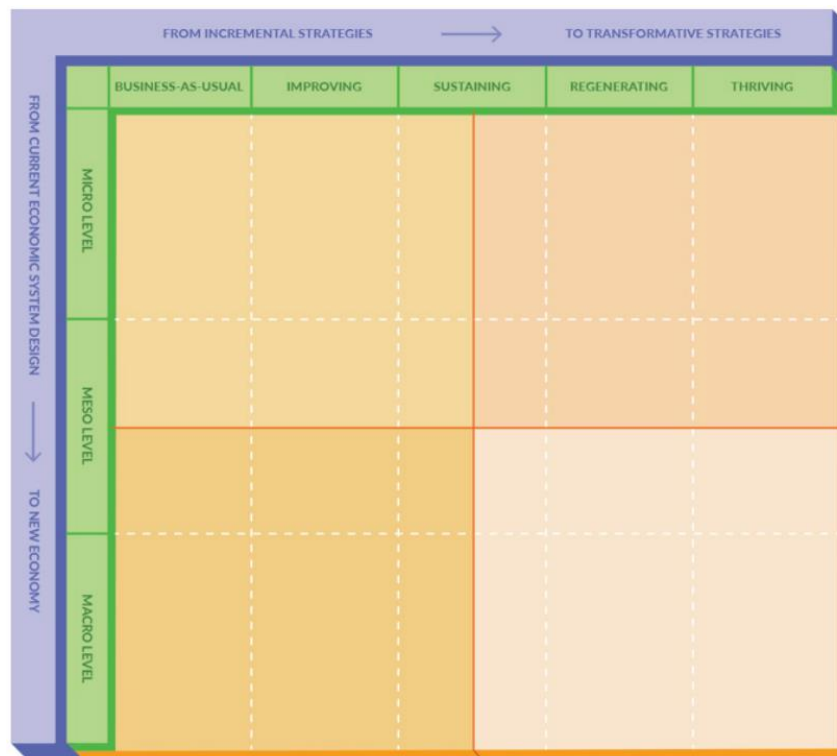 FROM INCREMENTAL STRATEGIES
TO TRANSFORMATIVE STRATEGIES
BUSINESS-AS-USUAL
IMPROVING
SUSTAINING
REGENERATING
THRIVING
FROM CURRENT ECONOMIC SYSTEM DESIGN
TO NEW ECONOMY
MICRO LEVEL
MESO LEVEL
MACRO LEVEL